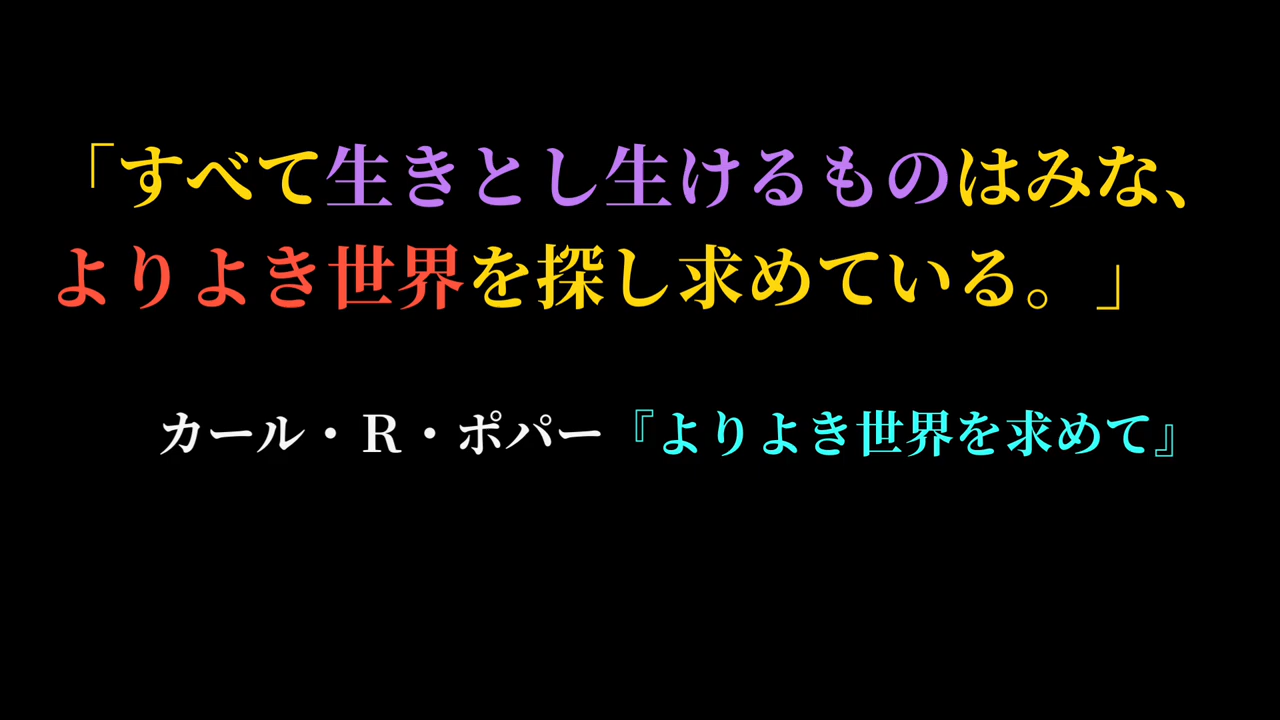 「すべて生きとし生けるものはみな、
よりよき世界を探し求めている。」
カール・R・ポパー『よりよき世界を求めて』